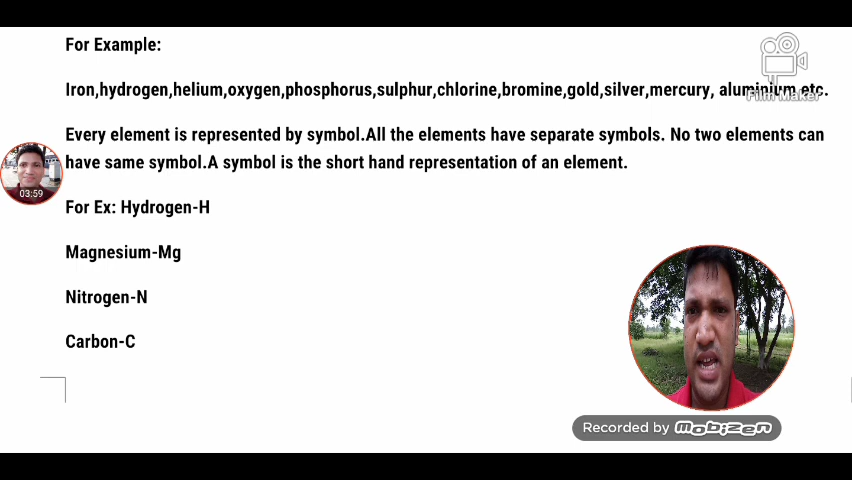 For Example:
Iron,hydrogen,helium,oxygen,phosphorus,sulphur,chlorine,bromine,gold,silver,mercury, aluminium etc.
Film Maker
Every element is represented by symbol.All the elements have separate symbols. No two elements can
have same symbol.A symbol is the short hand representation of an element.
03:59
For Ex: Hydrogen-H
Magnesium-Mg
Nitrogen-N
Carbon-C
Recorded by mobizen